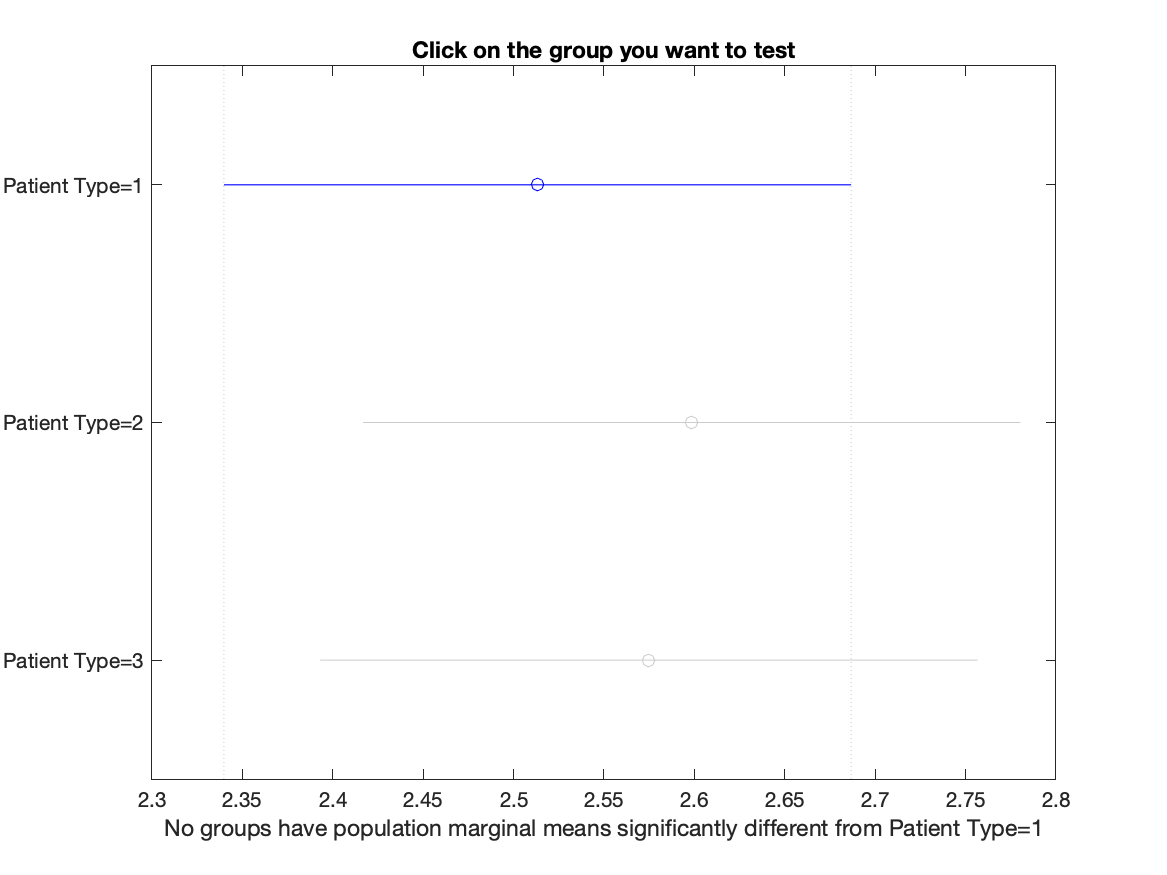 Click on the group you want to test
Patient Type=1
Patient Type=2
Patient Type=3
2.3 2.35 2.4 2.45 2.5 2.55 2.6 2.65 2.7 2.75 2.8
No groups have population marginal means significantly different from Patient Type=1